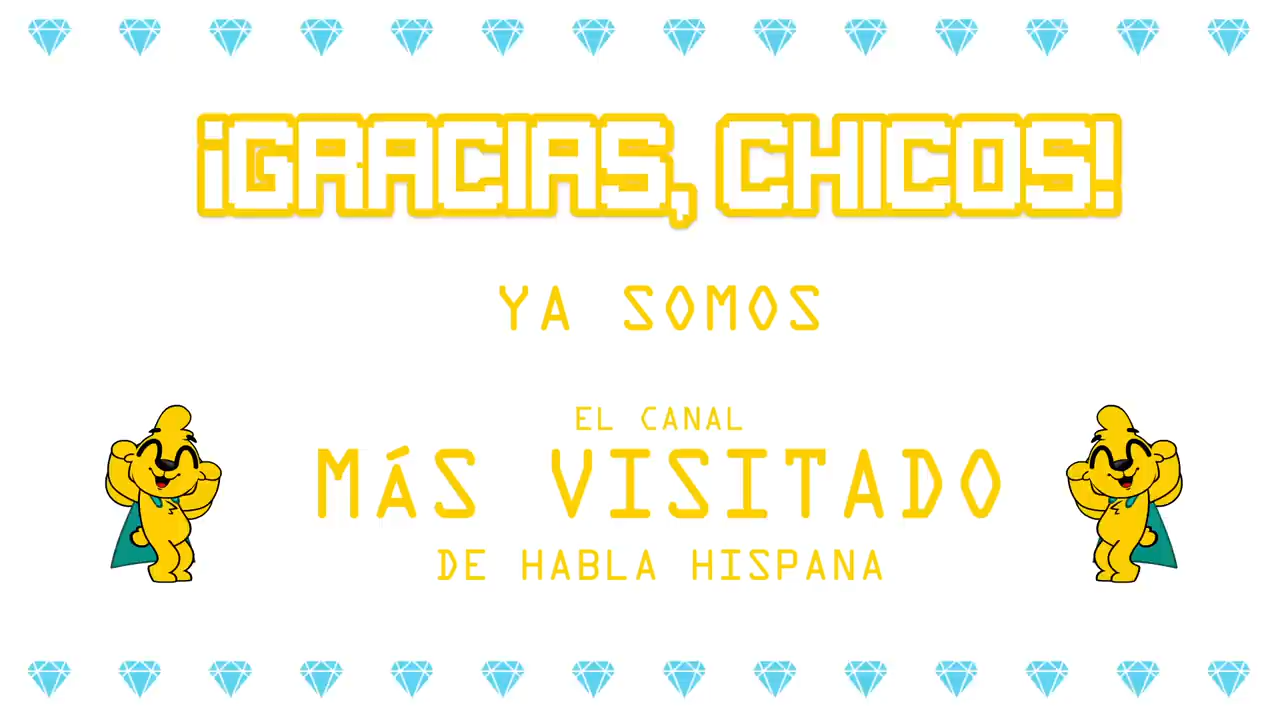 ¡GRACIAS, CHICOS!
YA SOMOS
EL CANAL
MÁS VISITADO
DE HABLA HISPANA